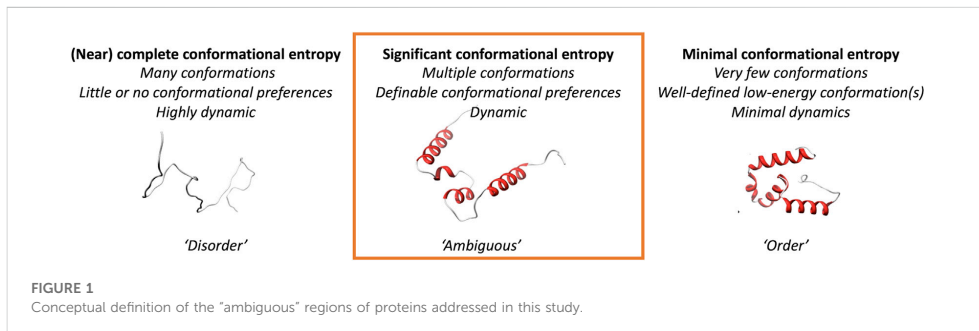 (Near) complete conformational entropy
Many conformations
Little or no conformational preferences
Highly dynamic
'Disorder'
Significant conformational entropy
Multiple conformations
Definable conformational preferences
Dynamic
'Ambiguous'
Minimal conformational entropy
Very few conformations
Well-defined low-energy conformation(s)
Minimal dynamics
'Order'
FIGURE 1
Conceptual definition of the "ambiguous" regions of proteins addressed in this study.